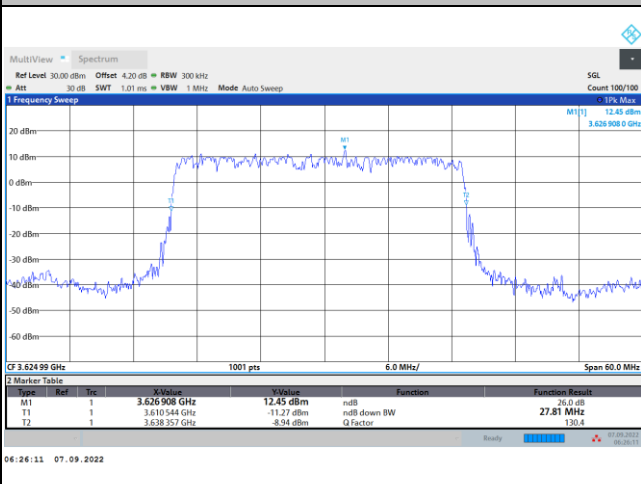 MultiView Spectrum
Ref Level 30.00 dBm Offset 4.20 dB RBW 300 kHz SGL
Att 30 dB SWT 1.01 ms VBW 1 MHz Mode Auto Sweep Count 100/100
1 Frequency Sweep 1Pk Max
M1[1] 12.45 dBm
3.626 908 0 GHz
20 dBm
M1
10 dBm
0 dBm
T1
T2
-10 dBm
-20 dBm
-30 dBm
-40 dBm
-50 dBm
-60 dBm
CF 3.624 99 GHz 1001 pts 6.0 MHz/ Span 60.0 MHz
2 Marker Table
Type Ref Trc X-Value Y-Value Function Function Result
M1 1 3.626 908 GHz 12.45 dBm ndB 26.0 dB
T1 1 3.610 544 GHz -11.27 dBm ndB down BW 27.81 MHz
T2 1 3.638 357 GHz -8.94 dBm Q Factor 130.4
Ready 07.09.2022
06:26:11
06:26:11 07.09.2022